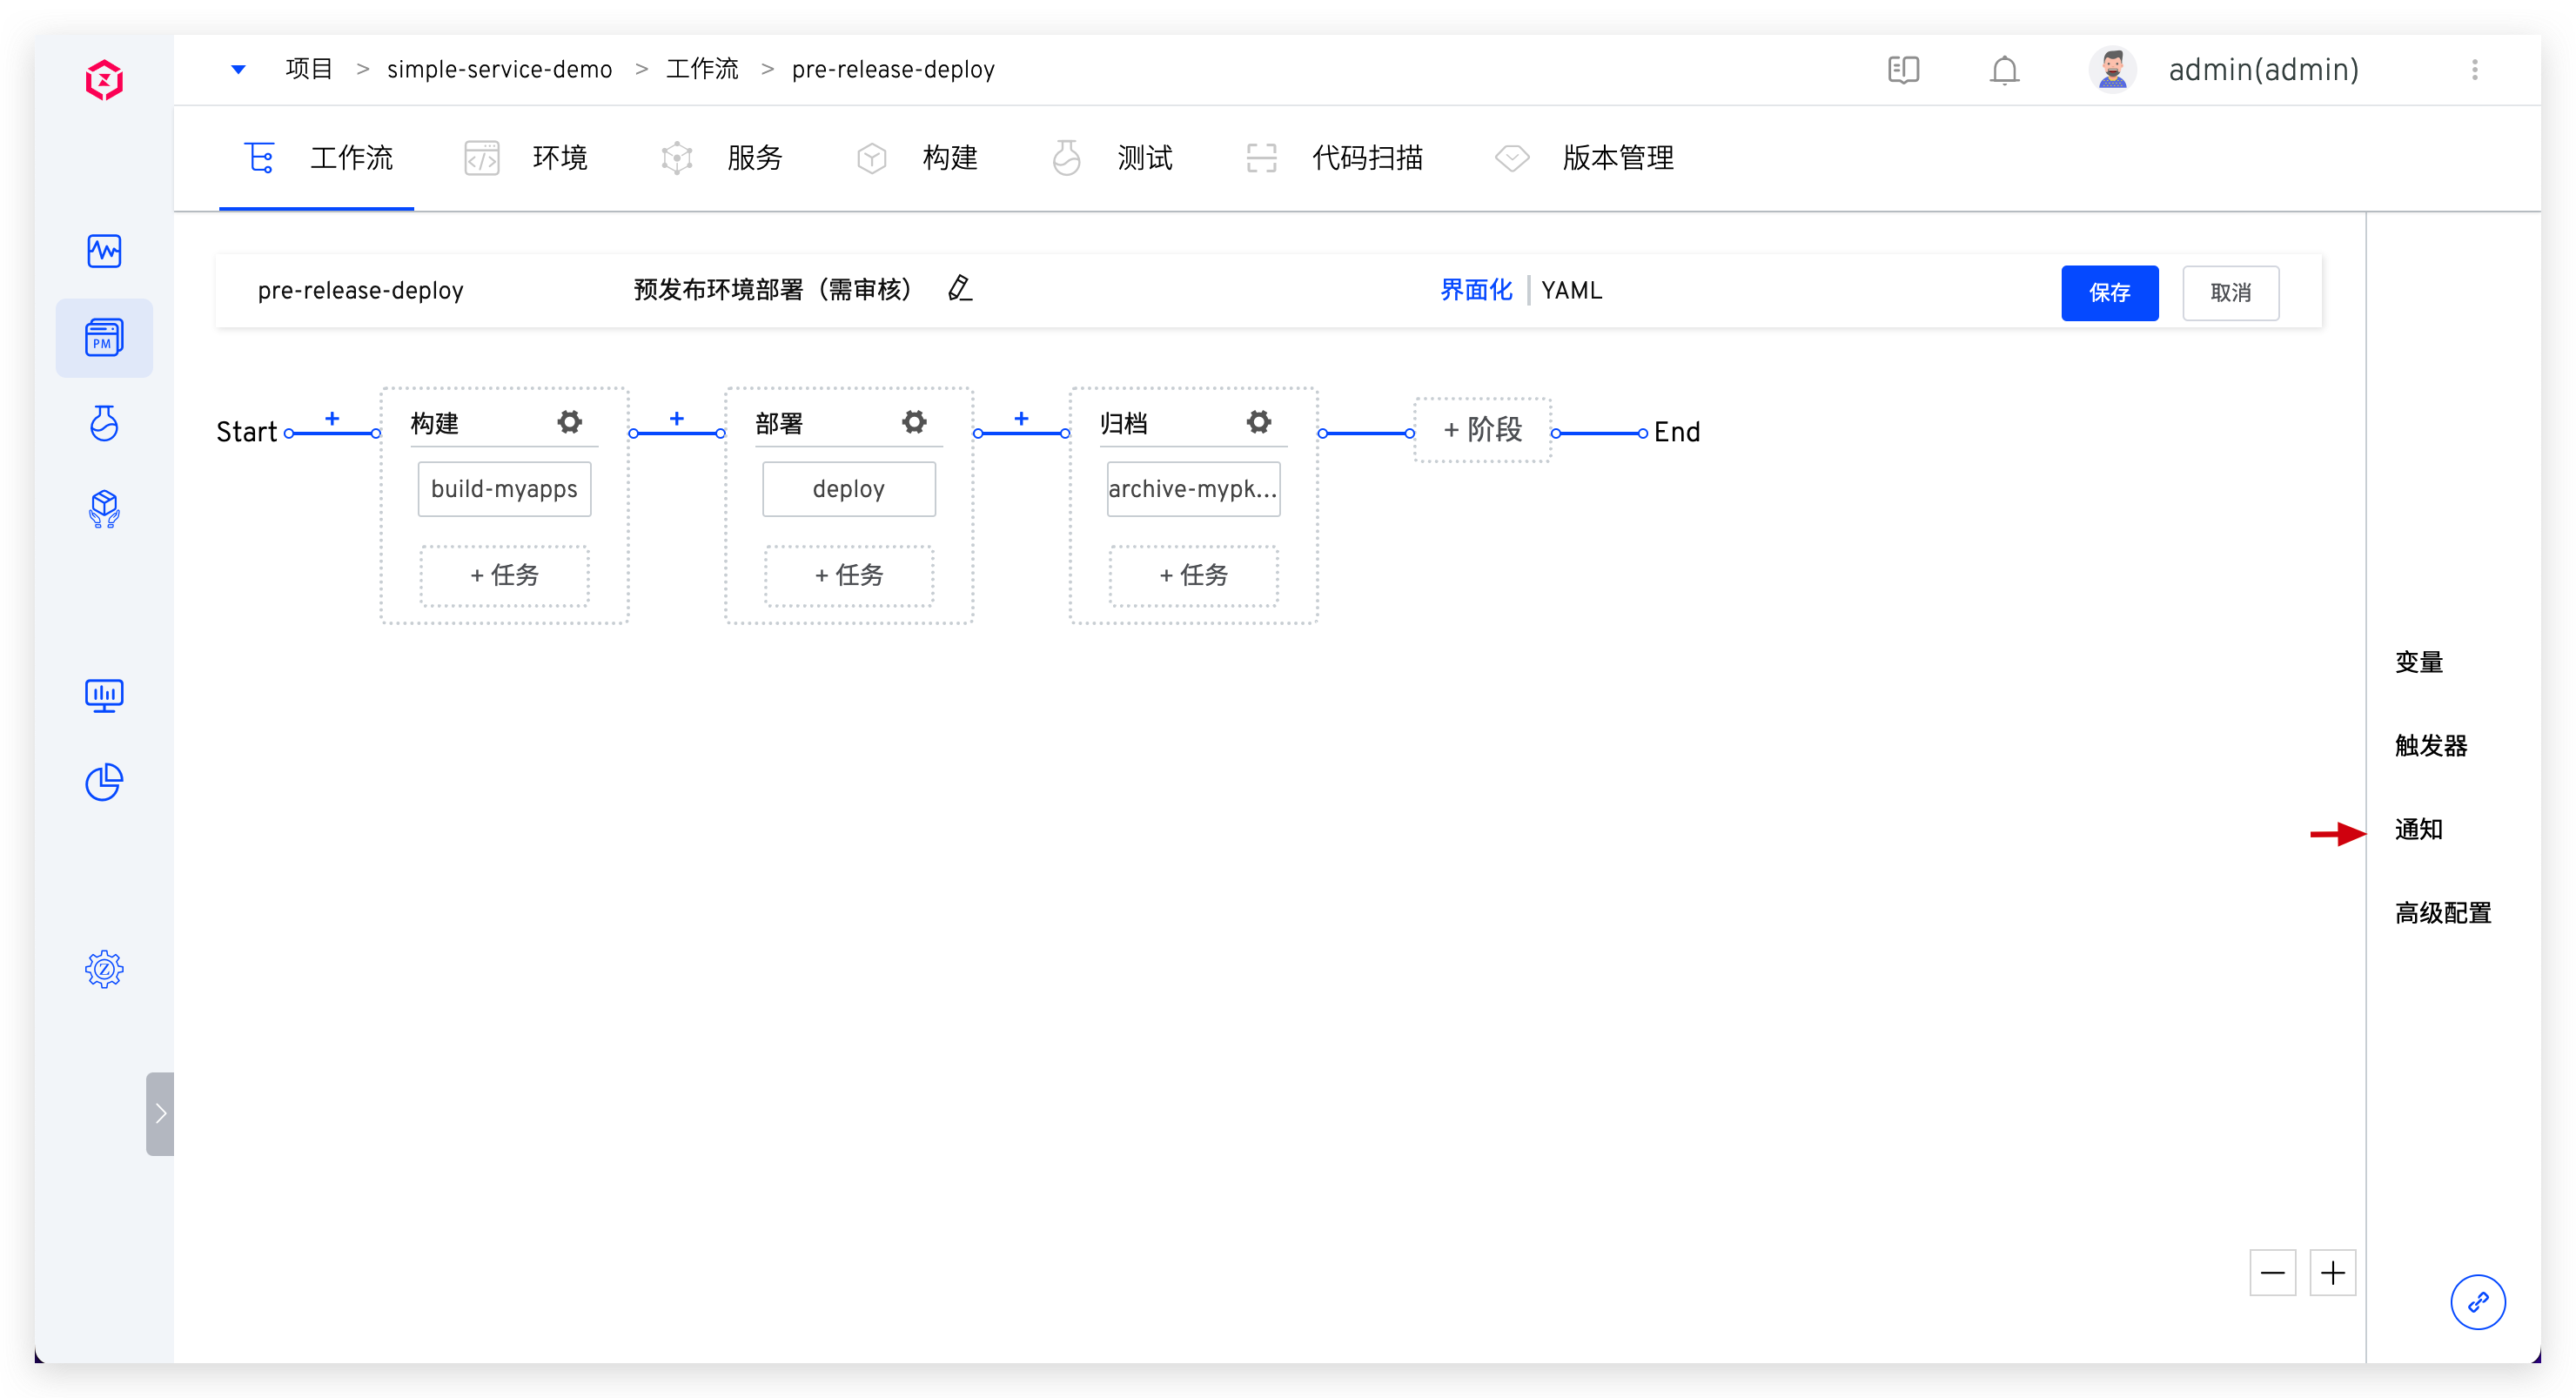 项目 > simple-service-demo > 工作流 > pre-release-deploy
admin(admin)
工作流 环境 服务 构建 测试 代码扫描 版本管理
PM
pre-release-deploy 预发布环境部署（需审核） 界面化 | YAML 保存 取消
Start + 构建 + 部署 + 归档 + 阶段 End
build-myapps deploy archive-mypk...
+ 任务 + 任务 + 任务
变量
触发器
通知
高级配置